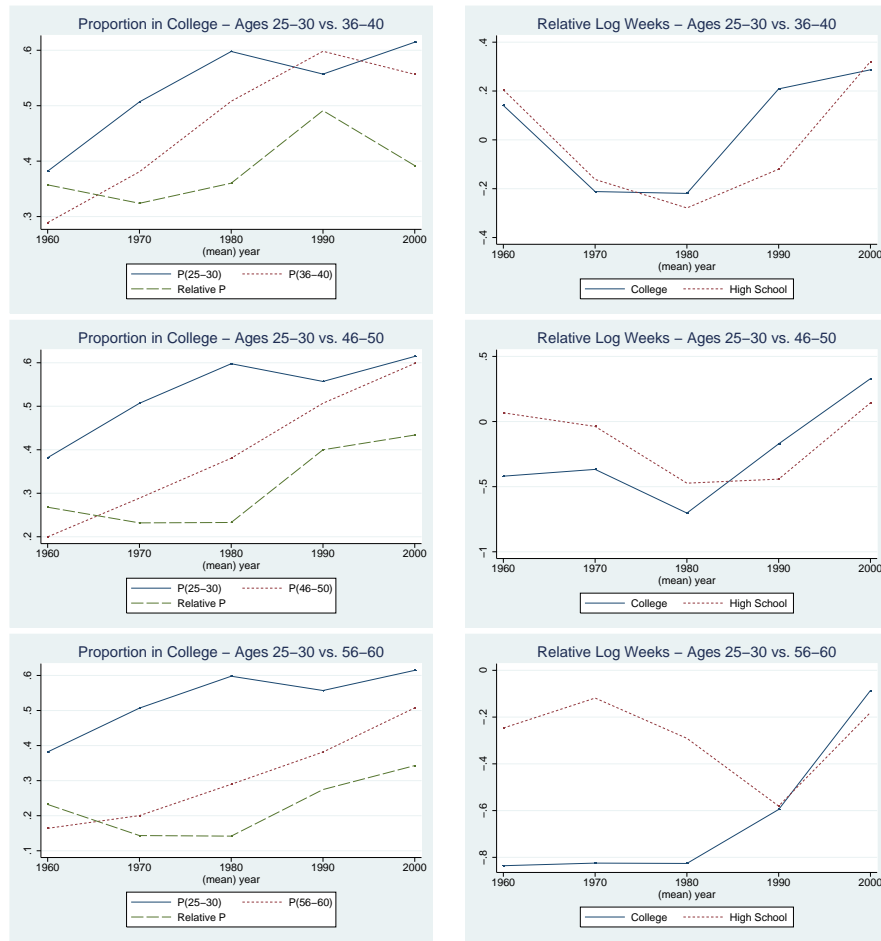 Proportion in College − Ages 25−30 vs. 36−40
.6
.5
.4
.3
1960 1970 1980 1990 2000
(mean) year
P(25−30) P(36−40)
Relative P
Relative Log Weeks − Ages 25−30 vs. 36−40
.4
.2
0
−.2
−.4
1960 1970 1980 1990 2000
(mean) year
College High School
Proportion in College − Ages 25−30 vs. 46−50
.6
.5
.4
.3
.2
1960 1970 1980 1990 2000
(mean) year
P(25−30) P(46−50)
Relative P
Relative Log Weeks − Ages 25−30 vs. 46−50
.5
0
−.5
−1
1960 1970 1980 1990 2000
(mean) year
College High School
Proportion in College − Ages 25−30 vs. 56−60
.6
.5
.4
.3
.2
.1
1960 1970 1980 1990 2000
(mean) year
P(25−30) P(56−60)
Relative P
Relative Log Weeks − Ages 25−30 vs. 56−60
0
−.2
−.4
−.6
−.8
1960 1970 1980 1990 2000
(mean) year
College High School